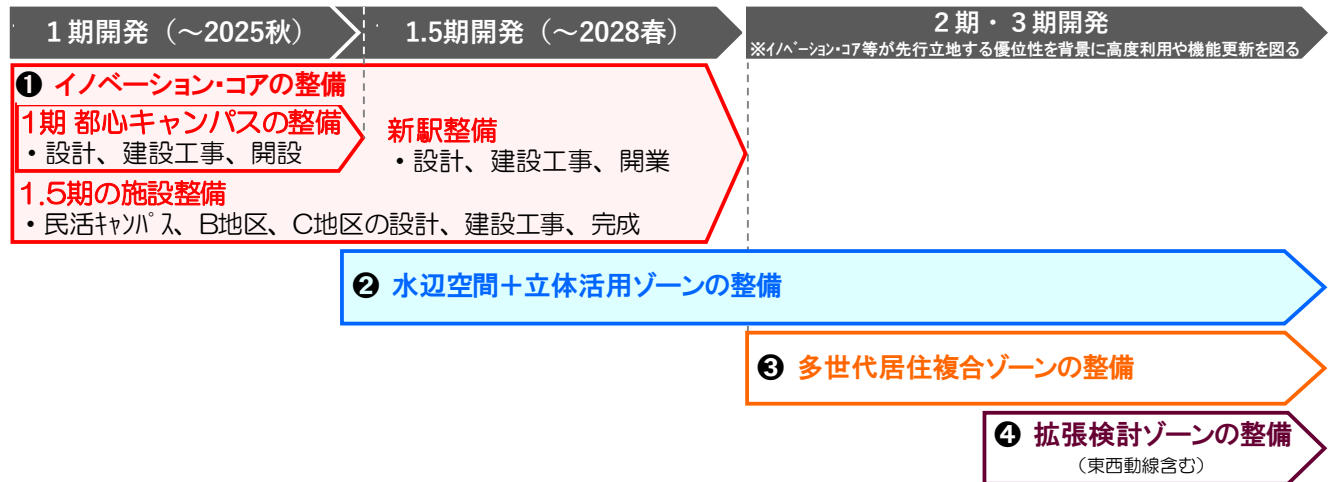 1期開発（～2025秋）
1.5期開発（～2028春）
2期・3期開発
※ｲﾉﾍﾞｰｼｮﾝ・ｺｱ等が先行立地する優位性を背景に高度利用や機能更新を図る
❶ イノベーション・コアの整備
1期 都心キャンパスの整備
・設計、建設工事、開設
新駅整備
・設計、建設工事、開業
1.5期の施設整備
・民活ｷｬﾝﾊﾟｽ、B地区、C地区の設計、建設工事、完成
❷ 水辺空間＋立体活用ゾーンの整備
❸ 多世代居住複合ゾーンの整備
❹ 拡張検討ゾーンの整備
（東西動線含む）